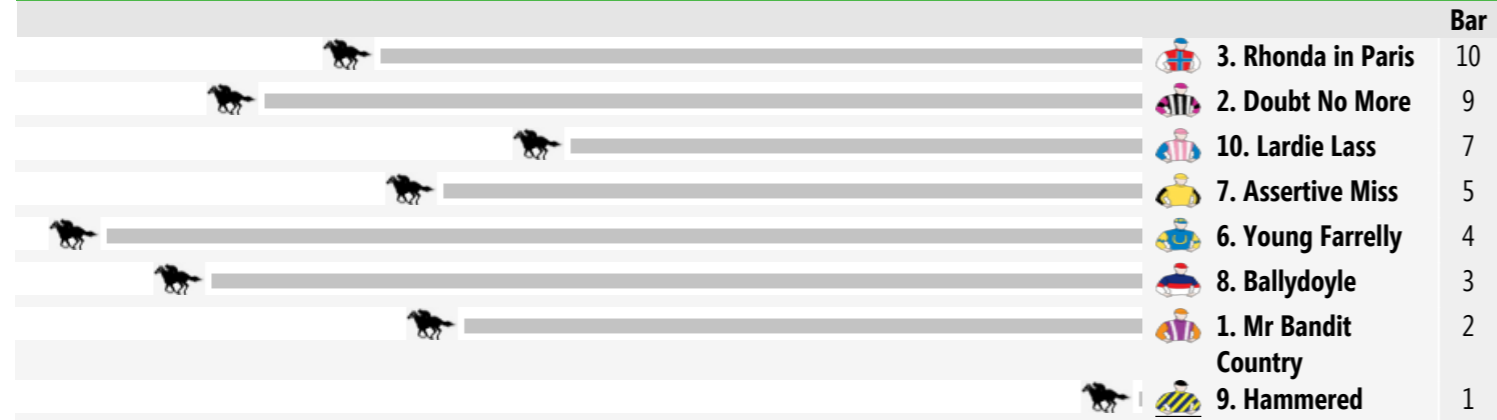 Bar
3. Rhonda in Paris 10
2. Doubt No More 9
10. Lardie Lass 7
7. Assertive Miss 5
6. Young Farrelly 4
8. Ballydoyle 3
1. Mr Bandit 2
Country
9. Hammered 1